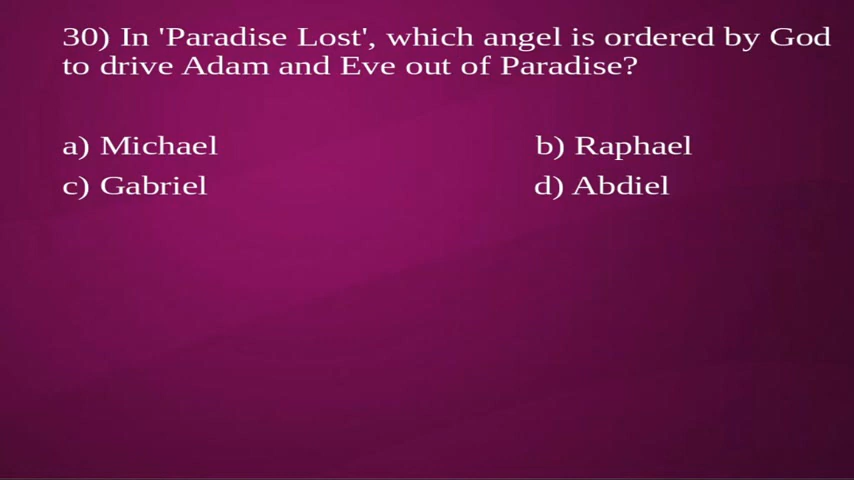 30) In 'Paradise Lost', which angel is ordered by God
to drive Adam and Eve out of Paradise?
a) Michael b) Raphael
c) Gabriel d) Abdiel